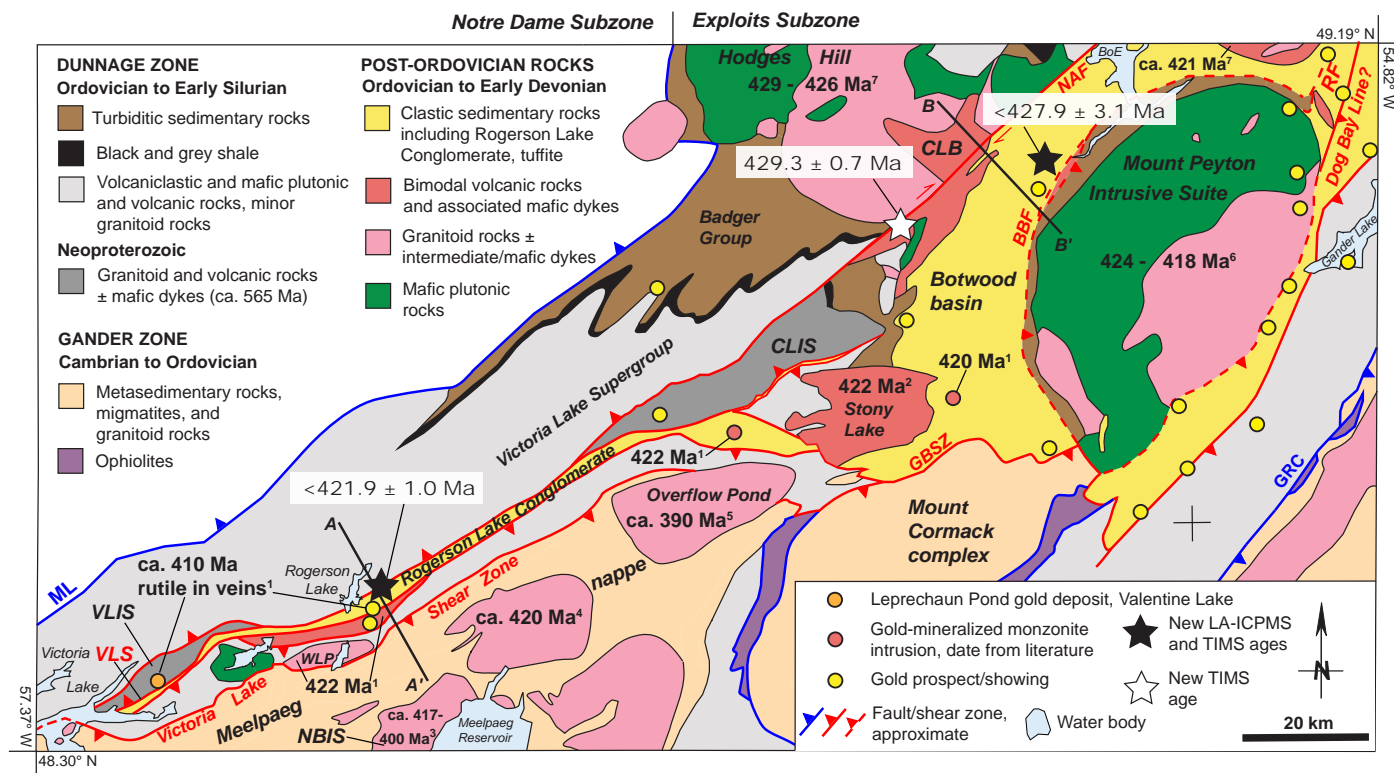 Notre Dame Subzone
Exploits Subzone
49.19° N
54.82° W
DUNNAGE ZONE
Ordovician to Early Silurian
Turbiditic sedimentary rocks
Black and grey shale
Volcaniclastic and mafic plutonic
and volcanic rocks, minor
granitoid rocks
Neoproterozoic
Granitoid and volcanic rocks
± mafic dykes (ca. 565 Ma)
GANDER ZONE
Cambrian to Ordovician
Metasedimentary rocks,
migmatites, and
granitoid rocks
Ophiolites
POST-ORDOVICIAN ROCKS
Ordovician to Early Devonian
Clastic sedimentary rocks
including Rogerson Lake
Conglomerate, tuffite
Bimodal volcanic rocks
and associated mafic dykes
Granitoid rocks ±
intermediate/mafic dykes
Mafic plutonic
rocks
Hodges Hill
429 - 426 Ma⁷
BoE
NAF
ca. 421 Ma⁷
RF
Dog Bay Line?
B
<427.9 ± 3.1 Ma
CLB
429.3 ± 0.7 Ma
Mount Peyton
Intrusive Suite
BBF
B'
424 - 418 Ma⁶
Gander Lake
Badger
Group
Botwood
basin
CLIS
420 Ma¹
422 Ma²
Stony
Lake
Victoria Lake Supergroup
422 Ma¹
GBSZ
GRC
<421.9 ± 1.0 Ma
Rogerson Lake Conglomerate
Overflow Pond
ca. 390 Ma⁵
Mount
Cormack
complex
A
ca. 410 Ma
rutile in veins¹
Rogerson
Lake
ML
Shear Zone
nappe
VLIS
ca. 420 Ma⁴
Victoria
Lake
VLS
WLP
422 Ma¹
A'
Victoria Lake
Meelpaeg
ca. 417-
400 Ma³
NBIS
Meelpaeg
Reservoir
57.37° W
48.30° N
Leprechaun Pond gold deposit, Valentine Lake
Gold-mineralized monzonite
intrusion, date from literature
Gold prospect/showing
Fault/shear zone,
approximate
Water body
New LA-ICPMS
and TIMS ages
New TIMS
age
N
20 km